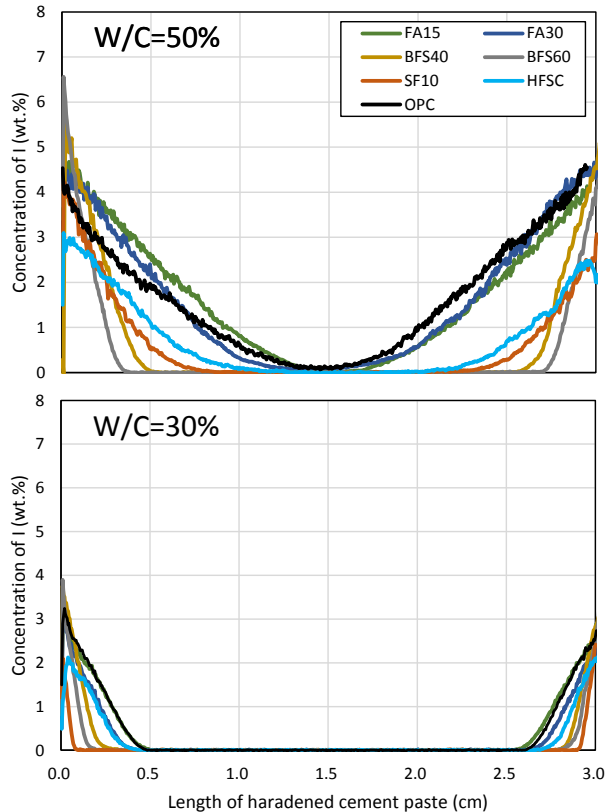 W/C=50%
FA15 FA30
BFS40 BFS60
SF10 HFSC
OPC
Concentration of I (wt.%)
8
7
6
5
4
3
2
1
0
W/C=30%
Concentration of I (wt.%)
8
7
6
5
4
3
2
1
0
0.0 0.5 1.0 1.5 2.0 2.5 3.0
Length of haradened cement paste (cm)